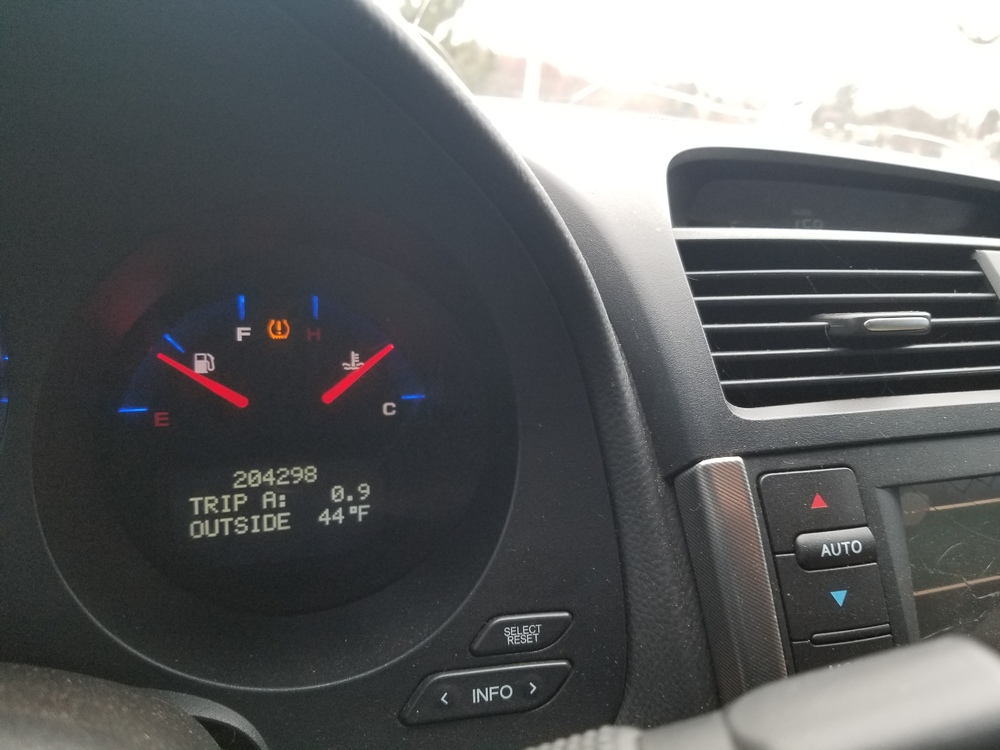 F H
E C
204298
TRIP A: 0.9
OUTSIDE 44°F
SELECT
RESET
< INFO >
AUTO